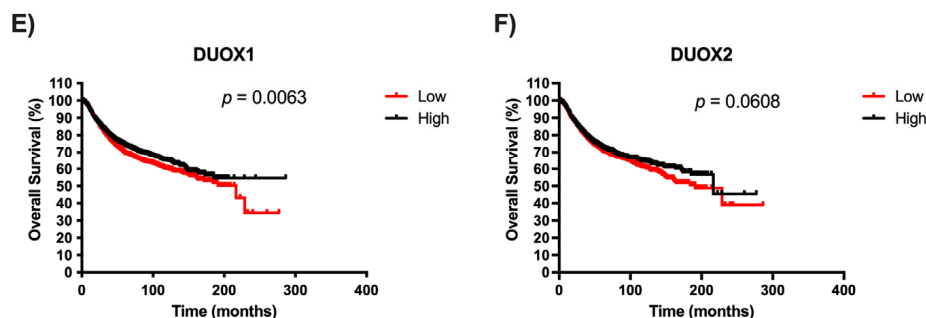 E)
DUOX1
p = 0.0063
Low
High
Overall Survival (%)
110
100
90
80
70
60
50
40
30
20
10
0
0 100 200 300 400
Time (months)
F)
DUOX2
p = 0.0608
Low
High
Overall Survival (%)
110
100
90
80
70
60
50
40
30
20
10
0
0 100 200 300 400
Time (months)